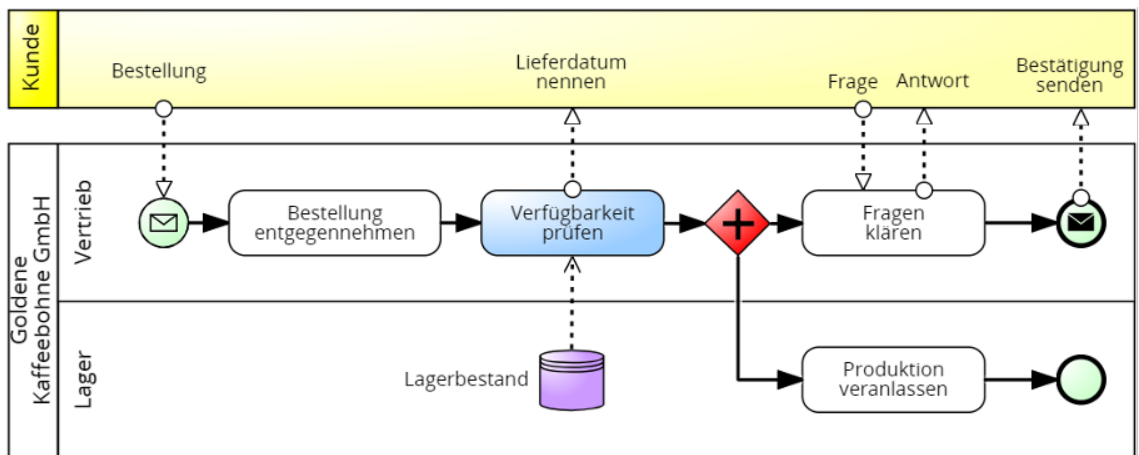 Kunde
Bestellung
Lieferdatum
nennen
Frage
Antwort
Bestätigung
senden
Goldene
Kaffeebohne GmbH
Vertrieb
Bestellung
entgegennehmen
Verfügbarkeit
prüfen
Fragen
klären
Lager
Lagerbestand
Produktion
veranlassen